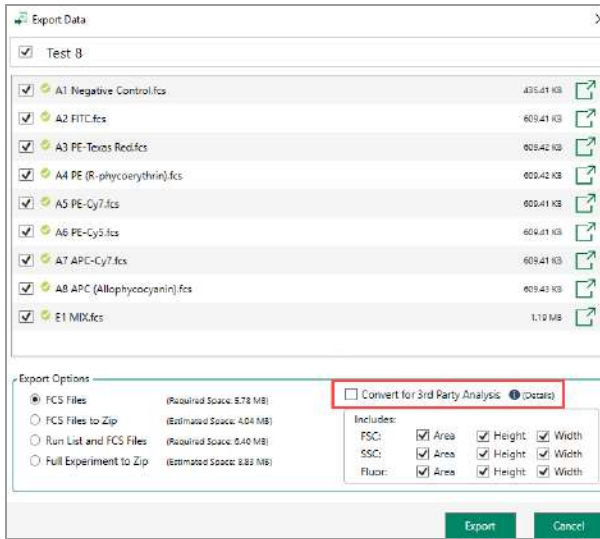 Export Data
Test 8
A1 Negative Control.fcs 435.41 KB
A2 FITC.fcs 609.41 KB
A3 PE-Texas Red.fcs 609.42 KB
A4 PE (R-phycoerythrin).fcs 609.42 KB
A5 PE-Cy7.fcs 609.41 KB
A6 PE-Cy5.fcs 609.41 KB
A7 APC-Cy7.fcs 609.41 KB
A8 APC (Allophycocyanin).fcs 609.43 KB
E1 MIX.fcs 1.19 MB
Export Options
FCS Files (Required Space: 5.78 MB)
FCS Files to Zip (Estimated Space: 4.04 MB)
Run List and FCS Files (Required Space: 6.40 MB)
Full Experiment to Zip (Estimated Space: 8.83 MB)
Convert for 3rd Party Analysis (Details)
Includes:
FSC: Area Height Width
SSC: Area Height Width
Fluor: Area Height Width
Export Cancel